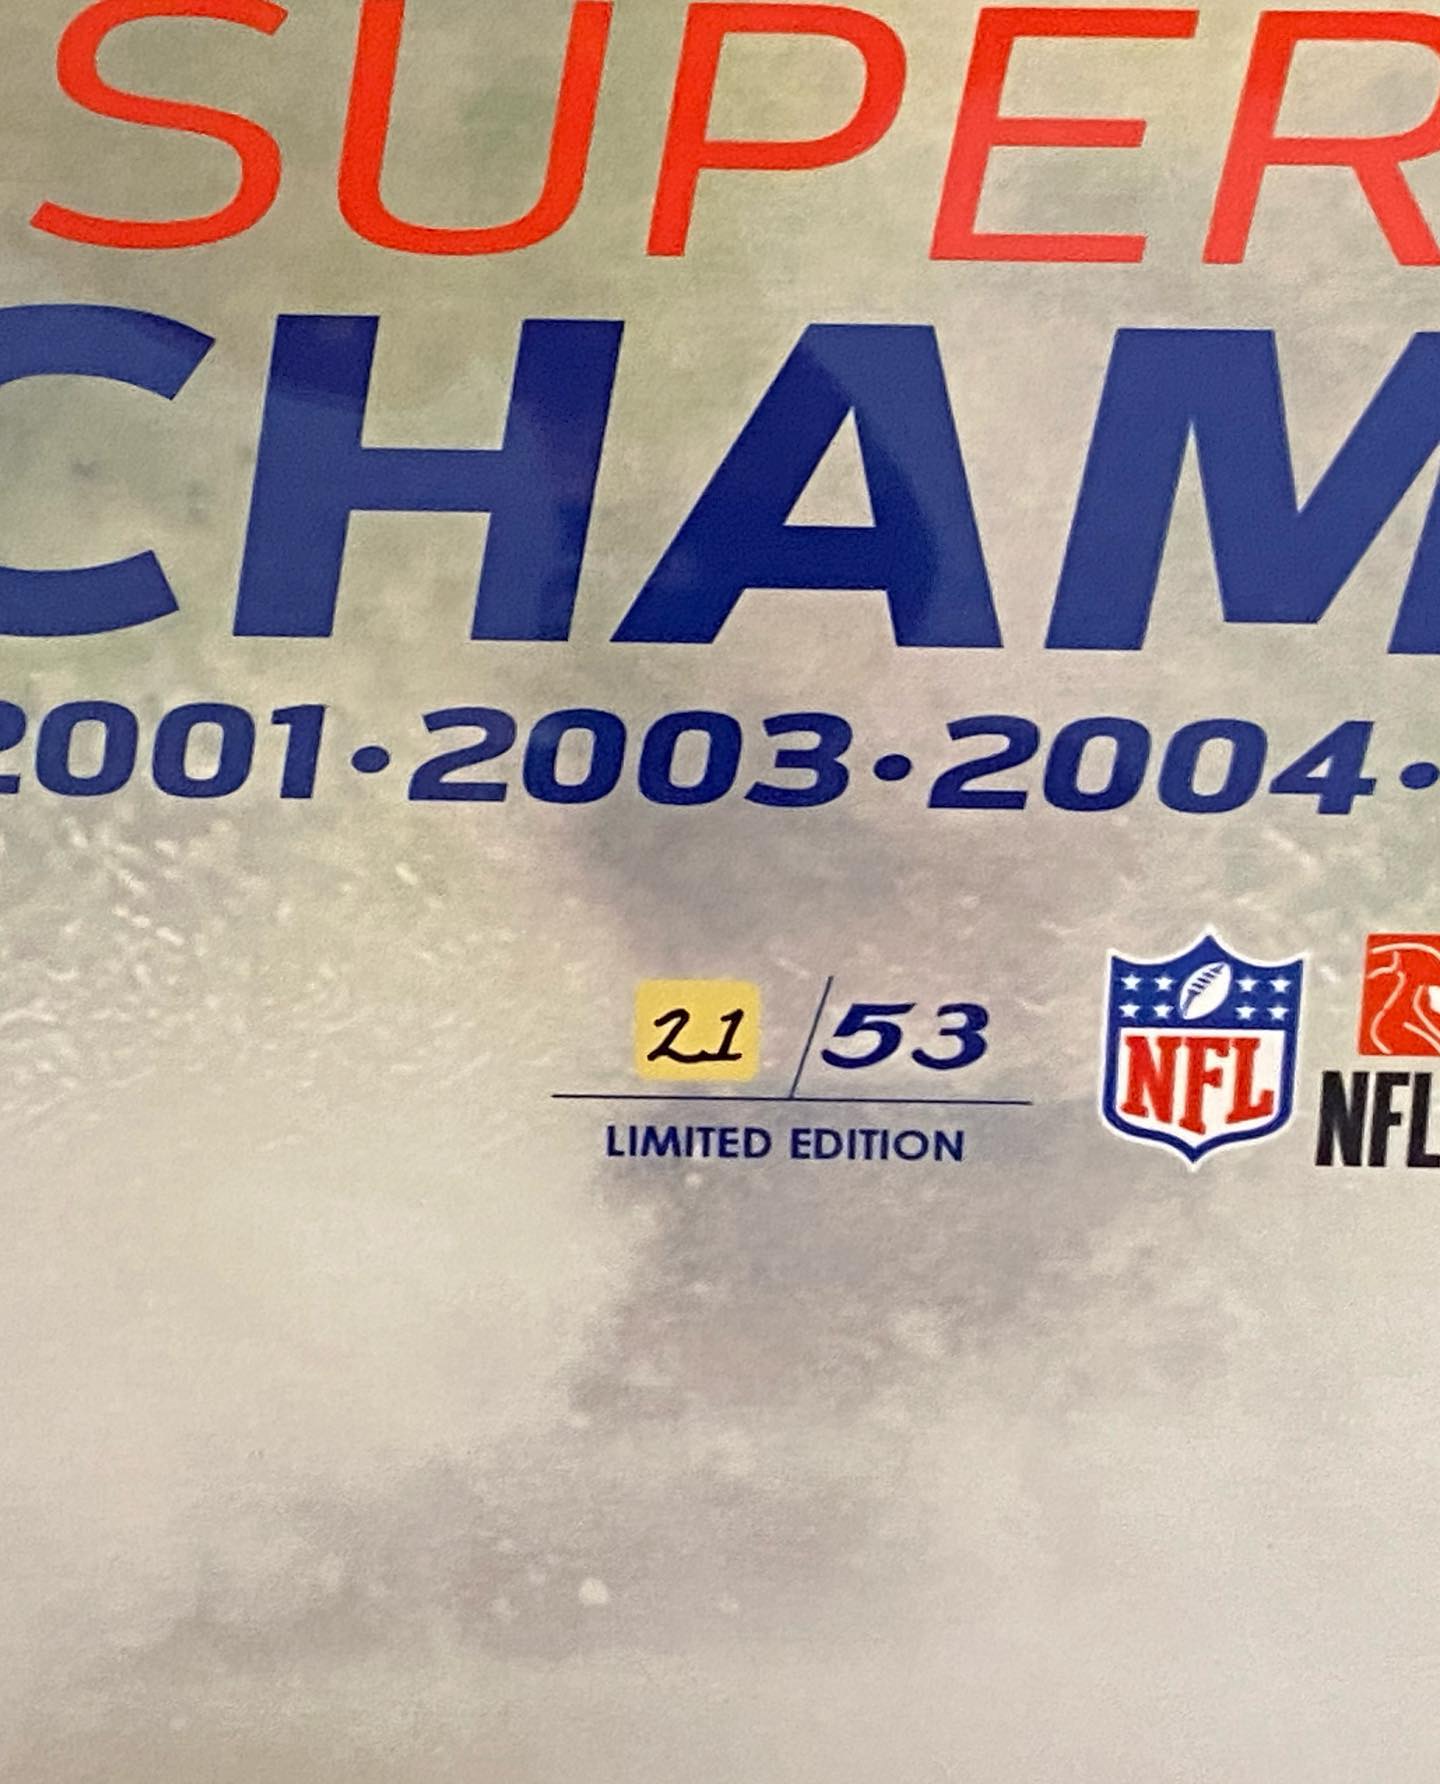 SUPER
CHAM
2001·2003·2004·
21/53
LIMITED EDITION
NFL
NFL